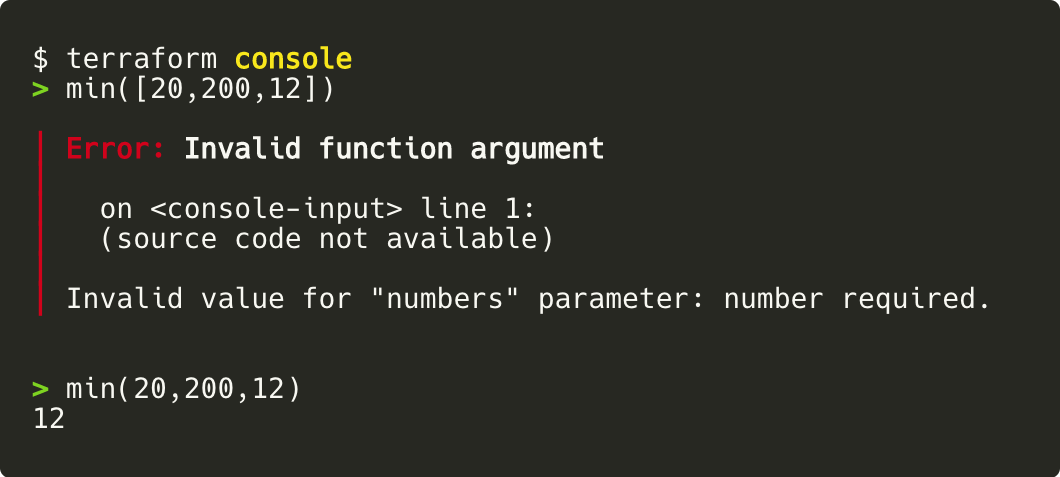 $ terraform console
> min([20,200,12])
Error: Invalid function argument
on <console-input> line 1:
(source code not available)
Invalid value for "numbers" parameter: number required.
> min(20,200,12)
12